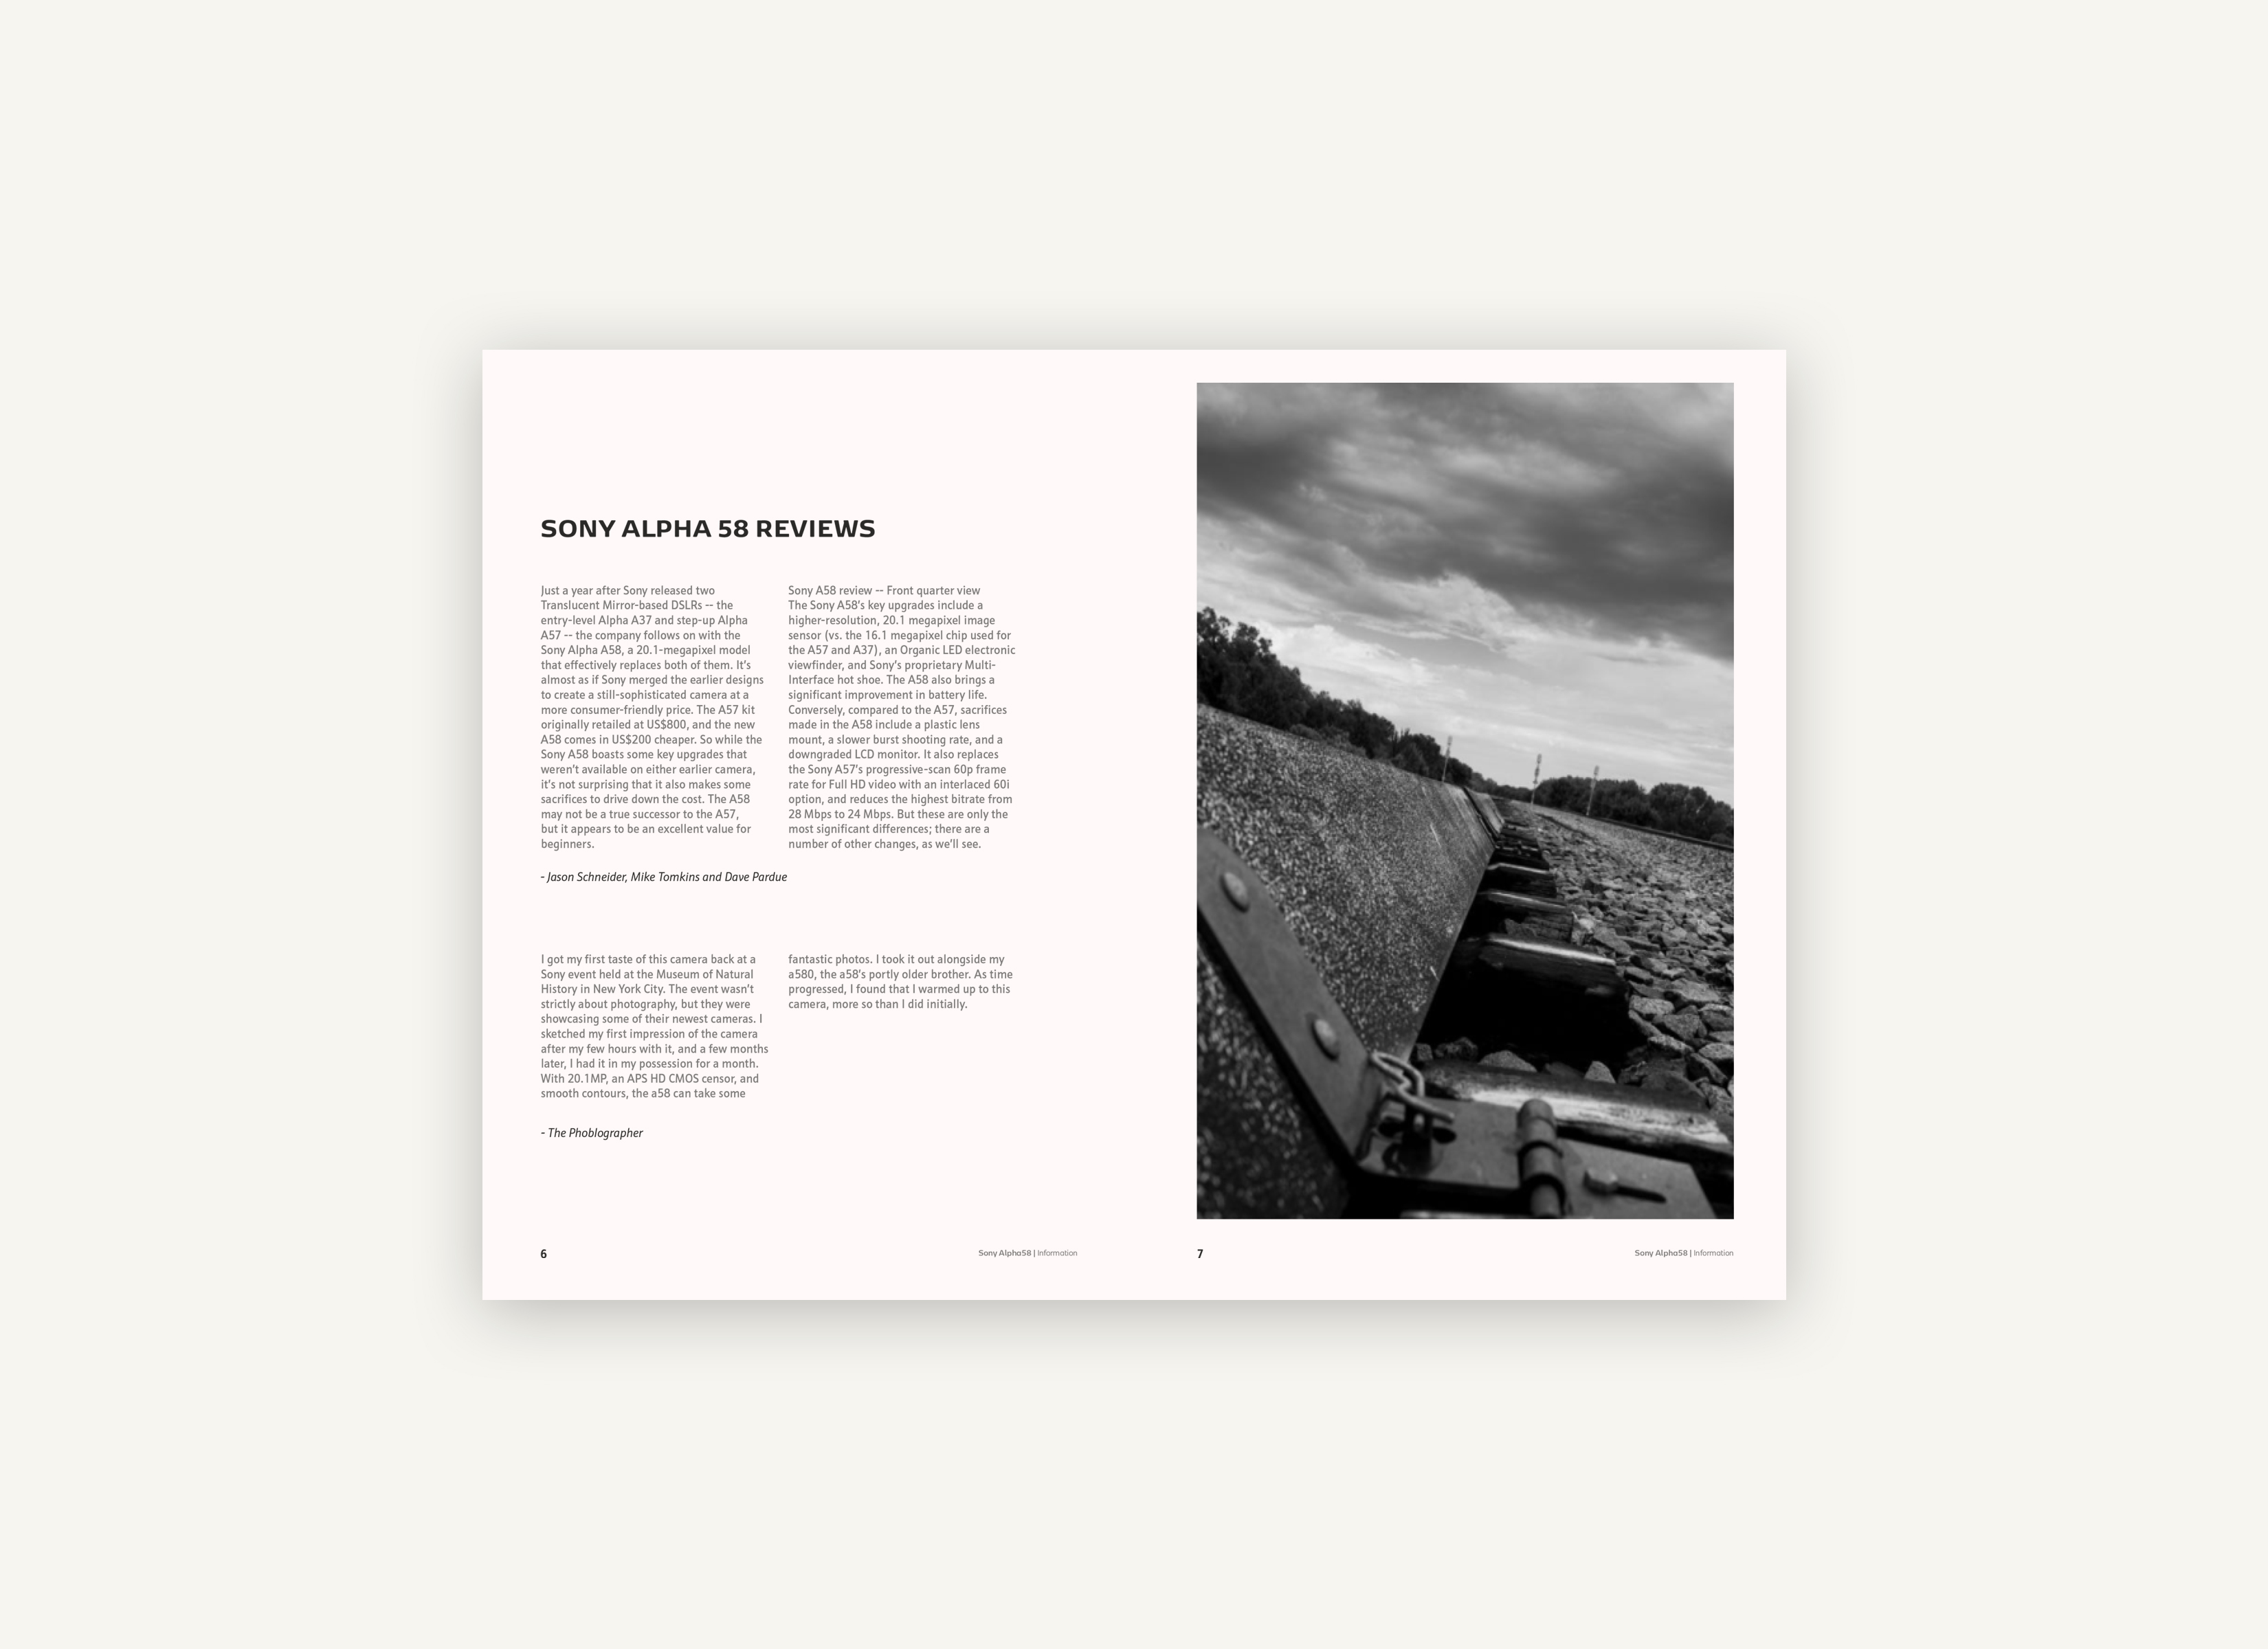 SONY ALPHA 58 REVIEWS
Just a year after Sony released two
Translucent Mirror-based DSLRs -- the
entry-level Alpha A37 and step-up Alpha
A57 -- the company follows on with the
Sony Alpha A58, a 20.1-megapixel model
that effectively replaces both of them. It's
almost as if Sony merged the earlier designs
to create a still-sophisticated camera at a
more consumer-friendly price. The A57 kit
originally retailed at US$800, and the new
A58 comes in US$200 cheaper. So while the
Sony A58 boasts some key upgrades that
weren't available on either earlier camera,
it's not surprising that it also makes some
sacrifices to drive down the cost. The A58
may not be a true successor to the A57,
but it appears to be an excellent value for
beginners.
Sony A58 review -- Front quarter view
The Sony A58's key upgrades include a
higher-resolution, 20.1 megapixel image
sensor (vs. the 16.1 megapixel chip used for
the A57 and A37), an Organic LED electronic
viewfinder, and Sony's proprietary Multi-
Interface hot shoe. The A58 also brings a
significant improvement in battery life.
Conversely, compared to the A57, sacrifices
made in the A58 include a plastic lens
mount, a slower burst shooting rate, and a
downgraded LCD monitor. It also replaces
the Sony A57's progressive-scan 60p frame
rate for Full HD video with an interlaced 60i
option, and reduces the highest bitrate from
28 Mbps to 24 Mbps. But these are only the
most significant differences; there are a
number of other changes, as we'll see.
- Jason Schneider, Mike Tomkins and Dave Pardue
I got my first taste of this camera back at a
Sony event held at the Museum of Natural
History in New York City. The event wasn't
strictly about photography, but they were
showcasing some of their newest cameras. I
sketched my first impression of the camera
after my few hours with it, and a few months
later, I had it in my possession for a month.
With 20.1MP, an APS HD CMOS censor, and
smooth contours, the a58 can take some
fantastic photos. I took it out alongside my
a580, the a58's portly older brother. As time
progressed, I found that I warmed up to this
camera, more so than I did initially.
- The Phoblographer
6
Sony Alpha58 | Information
7
Sony Alpha58 | Information